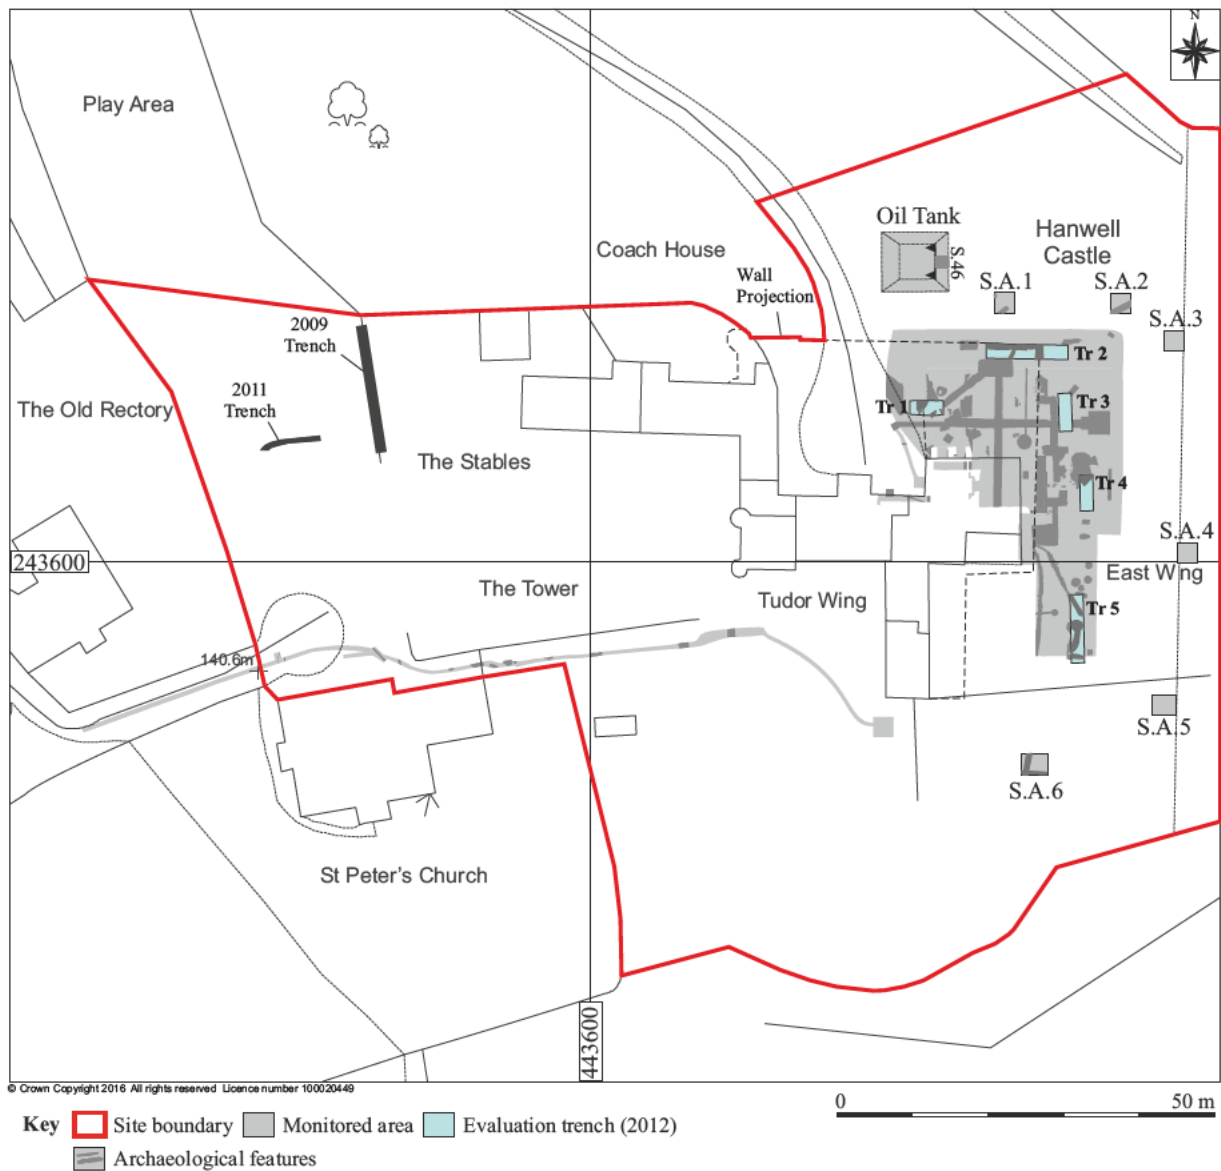 N
Play Area
Oil Tank
S.46
Hanwell
Castle
Coach House
Wall
Projection
S.A.1
S.A.2
S.A.3
2009
Trench
Tr 2
2011
Trench
The Old Rectory
Tr 1
Tr 3
The Stables
Tr 4
S.A.4
243600
East Wing
The Tower
Tudor Wing
Tr 5
140.6m
S.A.5
S.A.6
St Peter's Church
443600
© Crown Copyright 2016 All rights reserved Licence number 100020449
Key Site boundary Monitored area Evaluation trench (2012)
Archaeological features
0 50 m